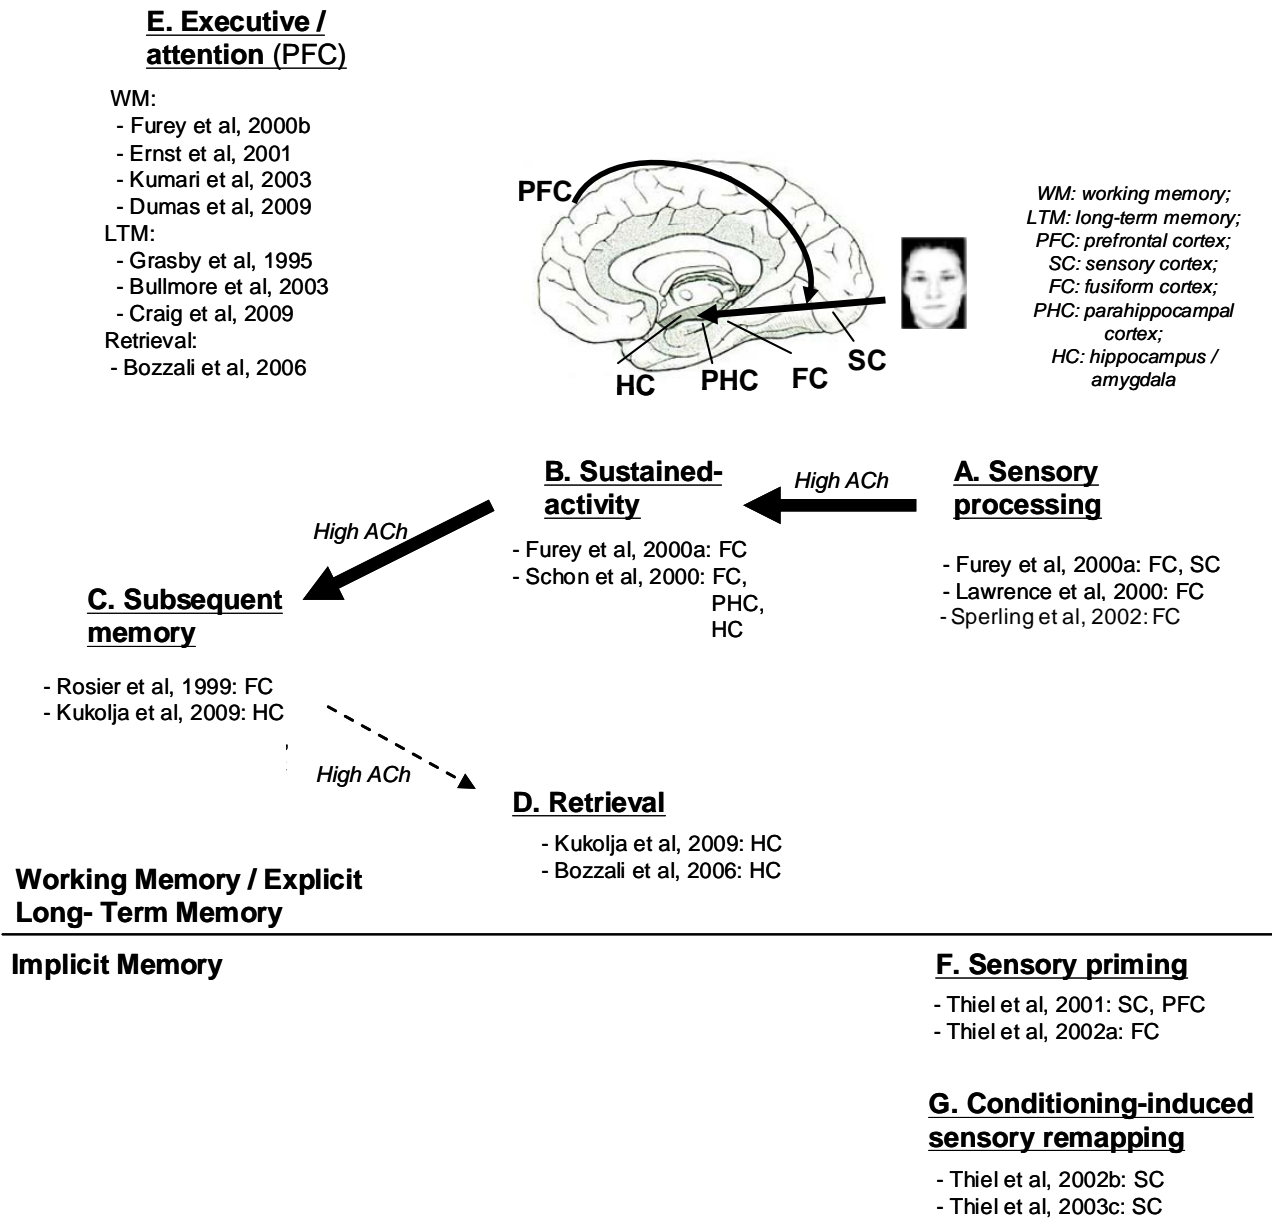 E. Executive /
attention (PFC)
WM:
- Furey et al, 2000b
- Ernst et al, 2001
- Kumari et al, 2003
- Dumas et al, 2009
LTM:
- Grasby et al, 1995
- Bullmore et al, 2003
- Craig et al, 2009
Retrieval:
- Bozzali et al, 2006
PFC
HC
PHC
FC
SC
WM: working memory;
LTM: long-term memory;
PFC: prefrontal cortex;
SC: sensory cortex;
FC: fusiform cortex;
PHC: parahippocampal
cortex;
HC: hippocampus /
amygdala
A. Sensory
processing
- Furey et al, 2000a: FC, SC
- Lawrence et al, 2000: FC
- Sperling et al, 2002: FC
High ACh
B. Sustained-
activity
- Furey et al, 2000a: FC
- Schon et al, 2000: FC,
PHC,
HC
High ACh
C. Subsequent
memory
- Rosier et al, 1999: FC
- Kukolja et al, 2009: HC
High ACh
D. Retrieval
- Kukolja et al, 2009: HC
- Bozzali et al, 2006: HC
Working Memory / Explicit
Long- Term Memory
Implicit Memory
F. Sensory priming
- Thiel et al, 2001: SC, PFC
- Thiel et al, 2002a: FC
G. Conditioning-induced
sensory remapping
- Thiel et al, 2002b: SC
- Thiel et al, 2003c: SC